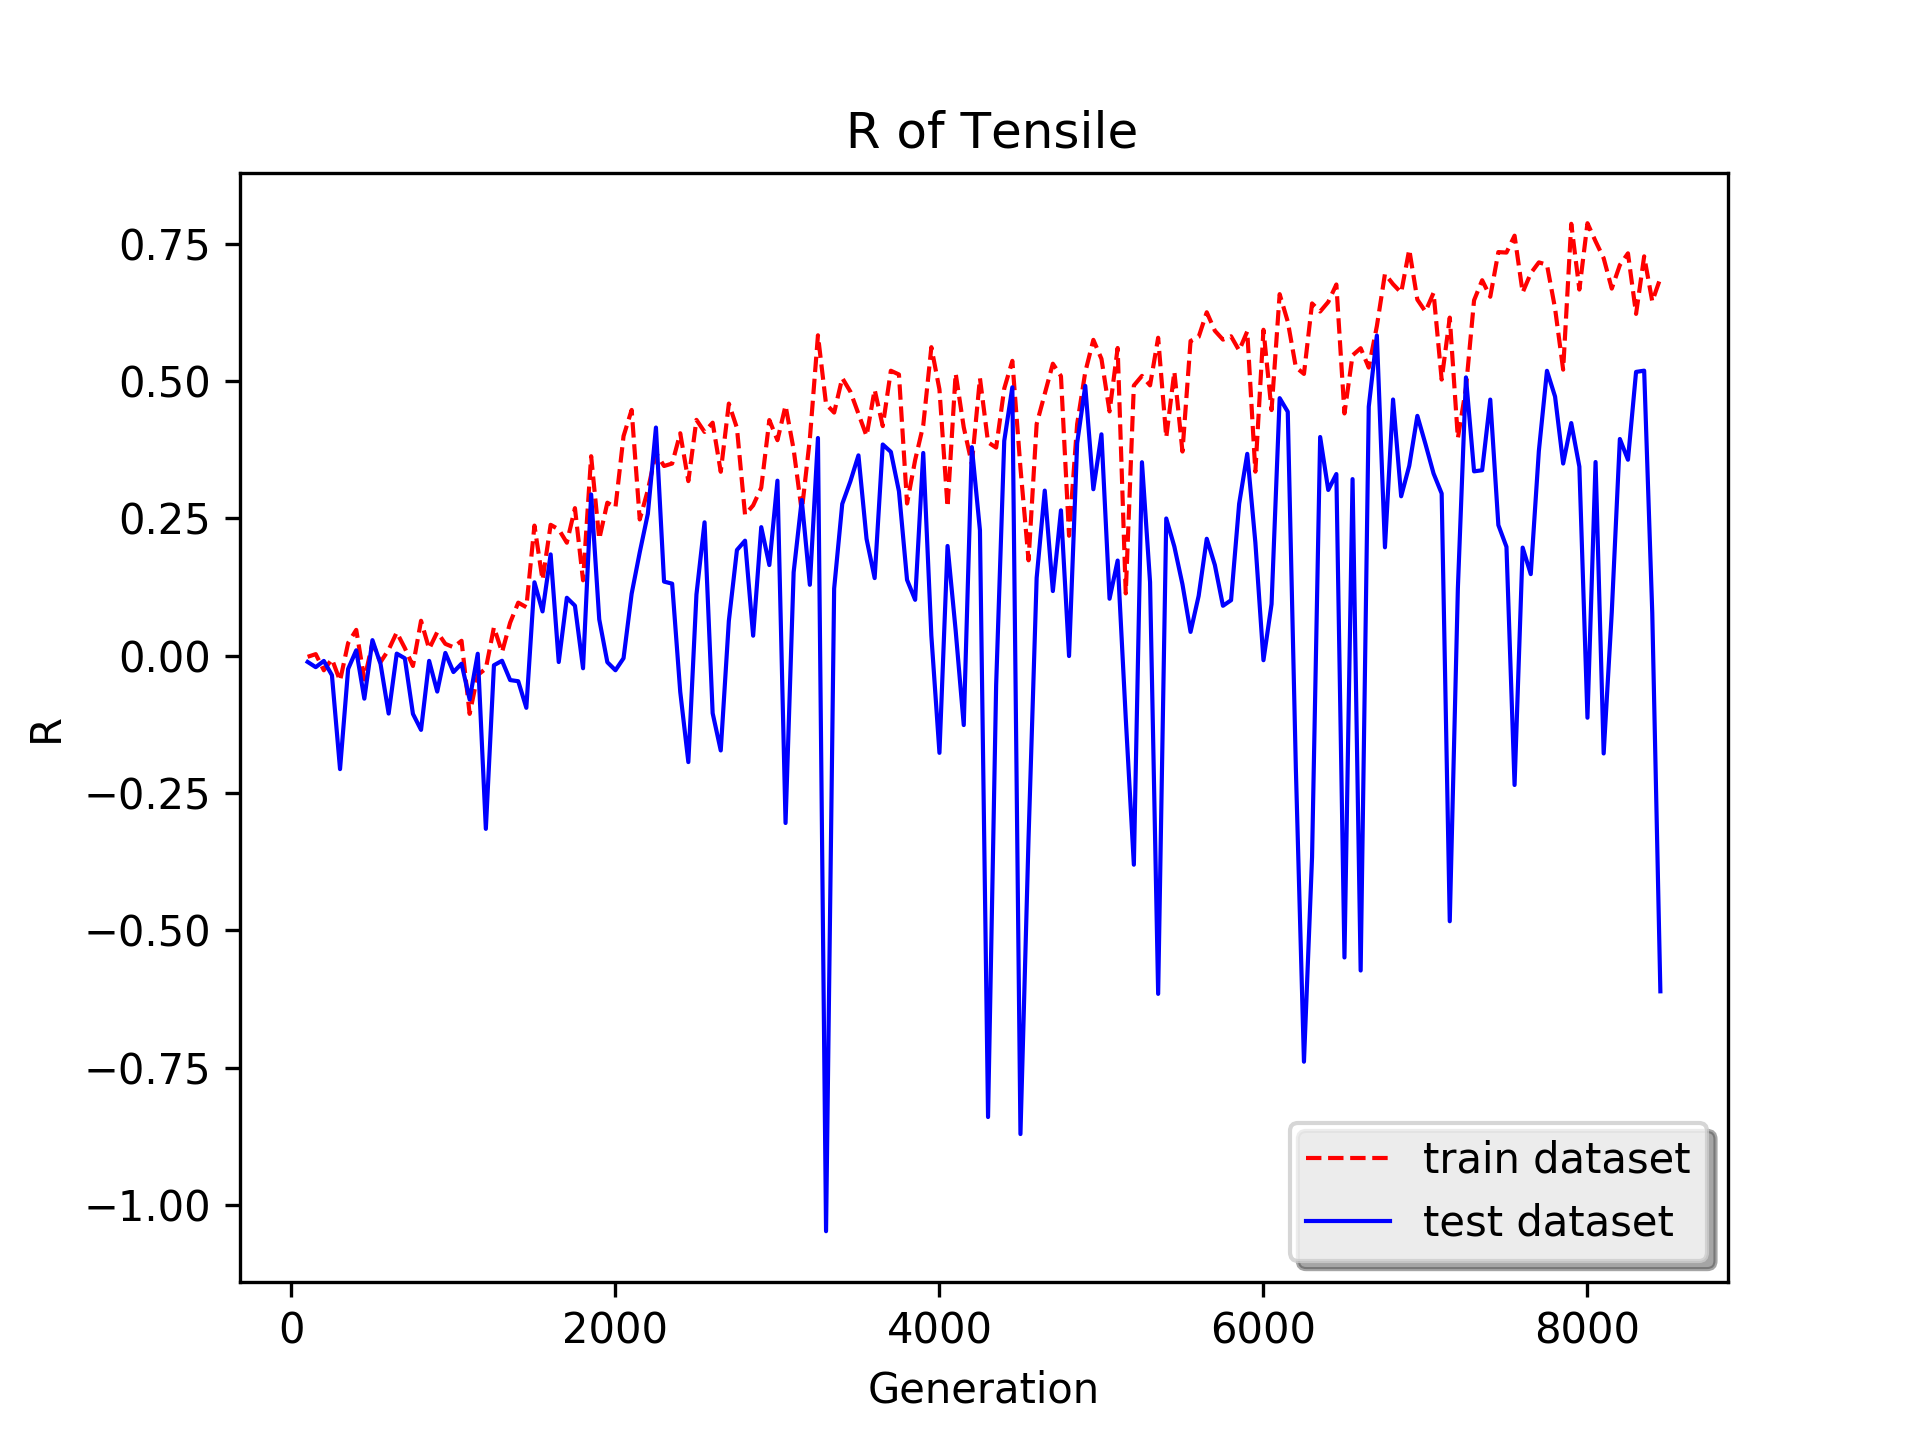 R of Tensile
0.75
0.50
0.25
0.00
−0.25
−0.50
−0.75
−1.00
R
train dataset
test dataset
0 2000 4000 6000 8000
Generation